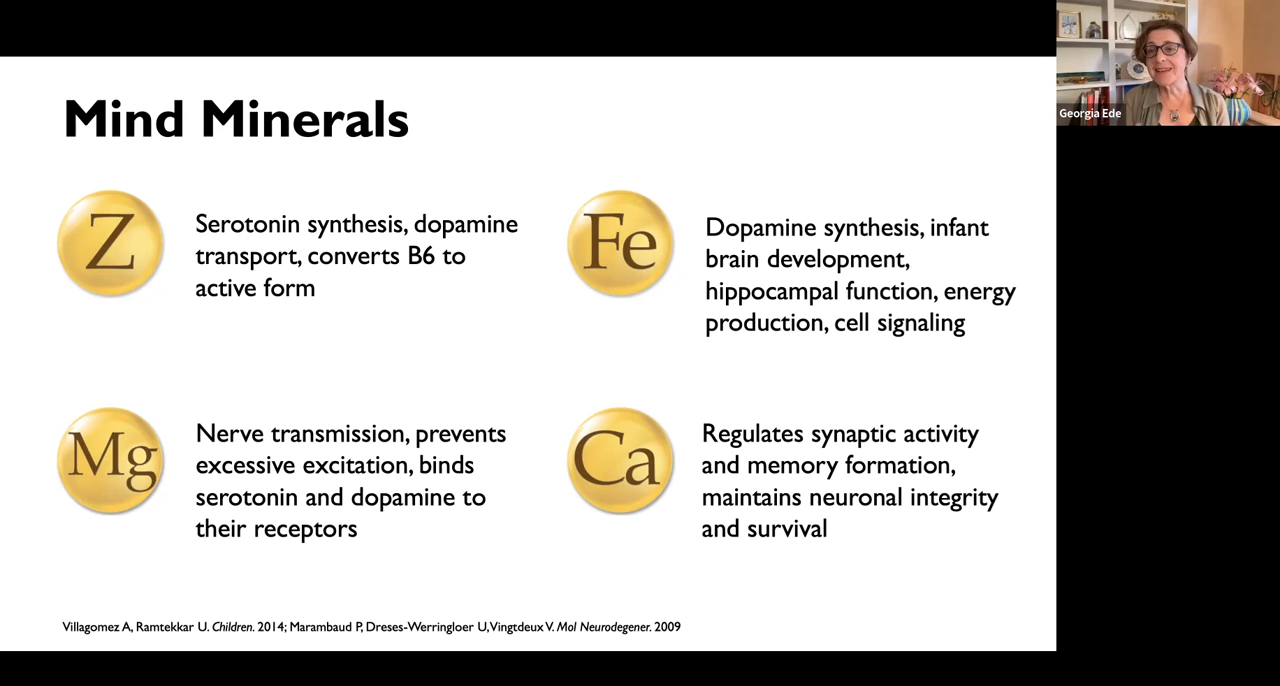 Mind Minerals
Z
Serotonin synthesis, dopamine
transport, converts B6 to
active form
Fe
Dopamine synthesis, infant
brain development,
hippocampal function, energy
production, cell signaling
Mg
Nerve transmission, prevents
excessive excitation, binds
serotonin and dopamine to
their receptors
Ca
Regulates synaptic activity
and memory formation,
maintains neuronal integrity
and survival
Villagomez A, Ramtekkar U. Children. 2014; Marambaud P, Dreses-Werringloer U,Vingtdeux V. Mol Neurodegener. 2009
Georgia Ede